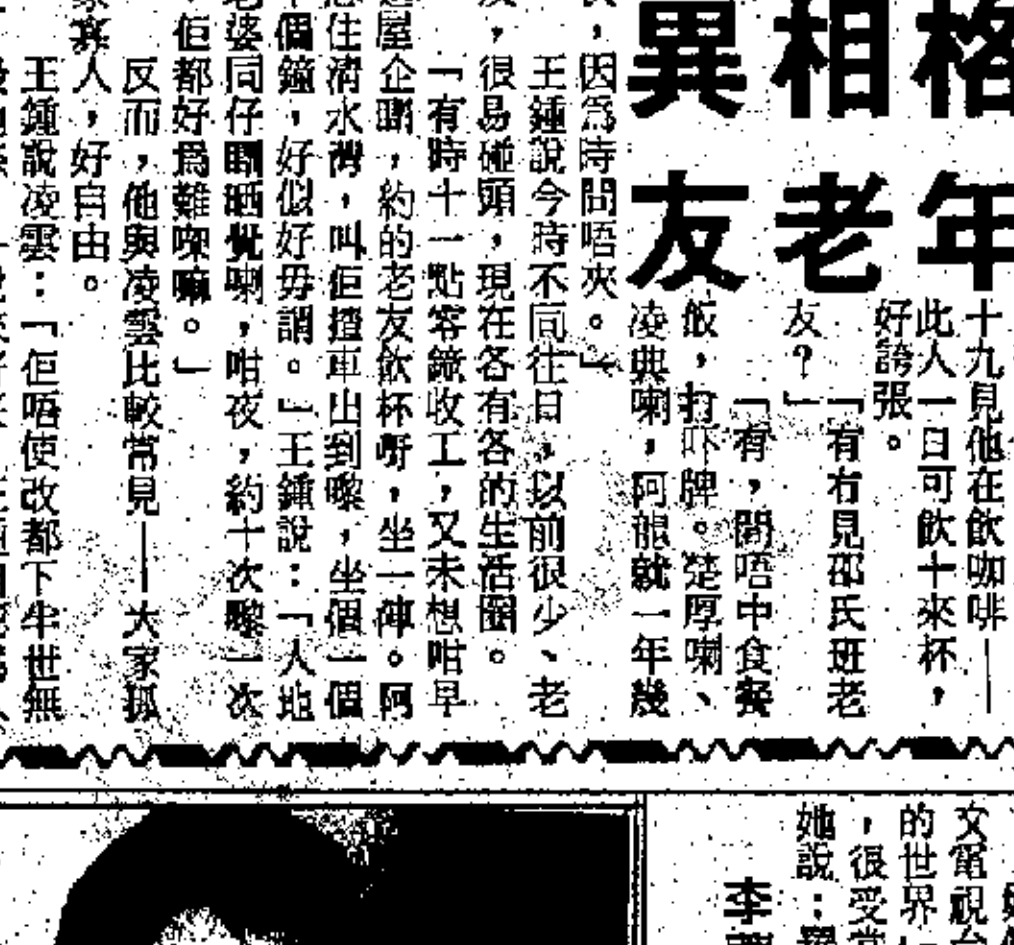 格年
相老
異友
十九見他在飲咖啡——
此人一日可飲十來杯,
好誇張。
「有冇見邵氏班老
友?」
「有,間唔中食餐
飯,打吓牌。楚厚喇、
凌典喇,阿龍就一年幾
,因爲時間唔夾。」
王鍾說今時不同往日,以前很少、老
,很易碰頭,現在各有各的生活圈。
「有時十一點零鐘收工,又未想咁早
屋企瞓,約的老友飲杯嘢,坐一陣。阿
住清水灣,叫佢揸車出到嚟,坐個一個
個鐘,好似好毋謂。」王鍾說:「人地
婆同仔瞓晒覺喇,咁夜,約十次嚟一次
佢都好爲難㗎嘛。」
反而,他與凌雲比較常見——大家孤
家寡人,好自由。
王鍾說凌雲:「佢唔使改都下半世無
文電視台
的世界
,很受
她說:
李